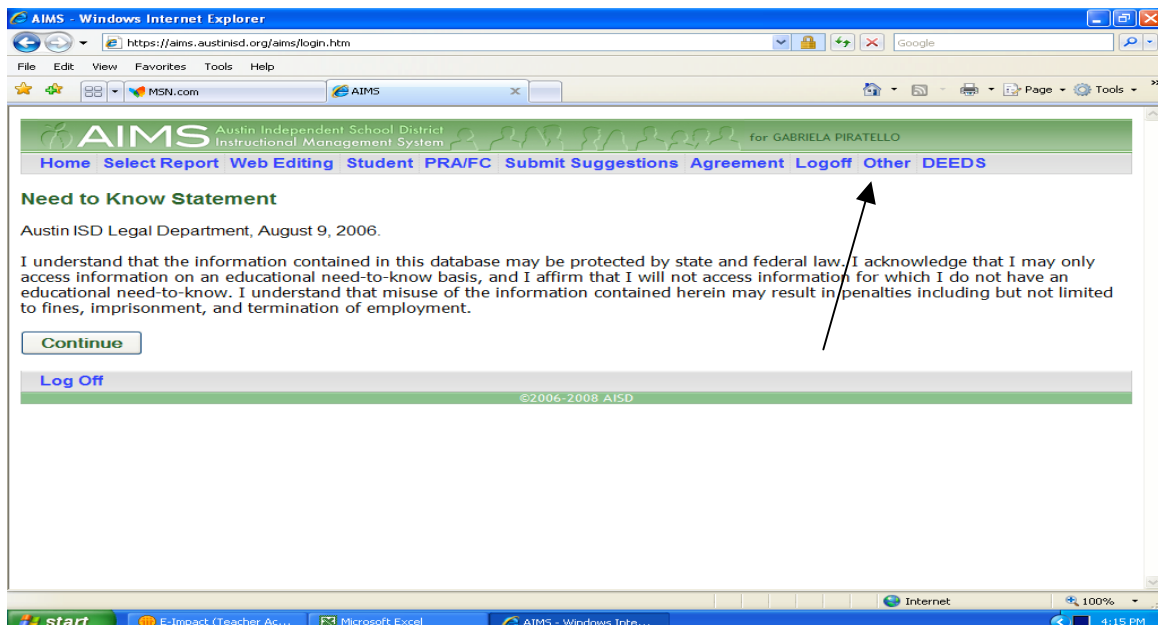 AIMS - Windows Internet Explorer
https://aims.austinisd.org/aims/login.htm
Google
File Edit View Favorites Tools Help
MSN.com
AIMS
Page
Tools
AIMS
Austin Independent School District
Instructional Management System
for GABRIELA PIRATELLO
Home Select Report Web Editing Student PRA/FC Submit Suggestions Agreement Logoff Other DEEDS
Need to Know Statement
Austin ISD Legal Department, August 9, 2006.
I understand that the information contained in this database may be protected by state and federal law. I acknowledge that I may only
access information on an educational need-to-know basis, and I affirm that I will not access information for which I do not have an
educational need-to-know. I understand that misuse of the information contained herein may result in penalties including but not limited
to fines, imprisonment, and termination of employment.
Continue
Log Off
©2006-2008 AISD
Internet
100%
start
E-Impact (Teacher Ac...
Microsoft Excel
AIMS - Windows Inte...
4:15 PM